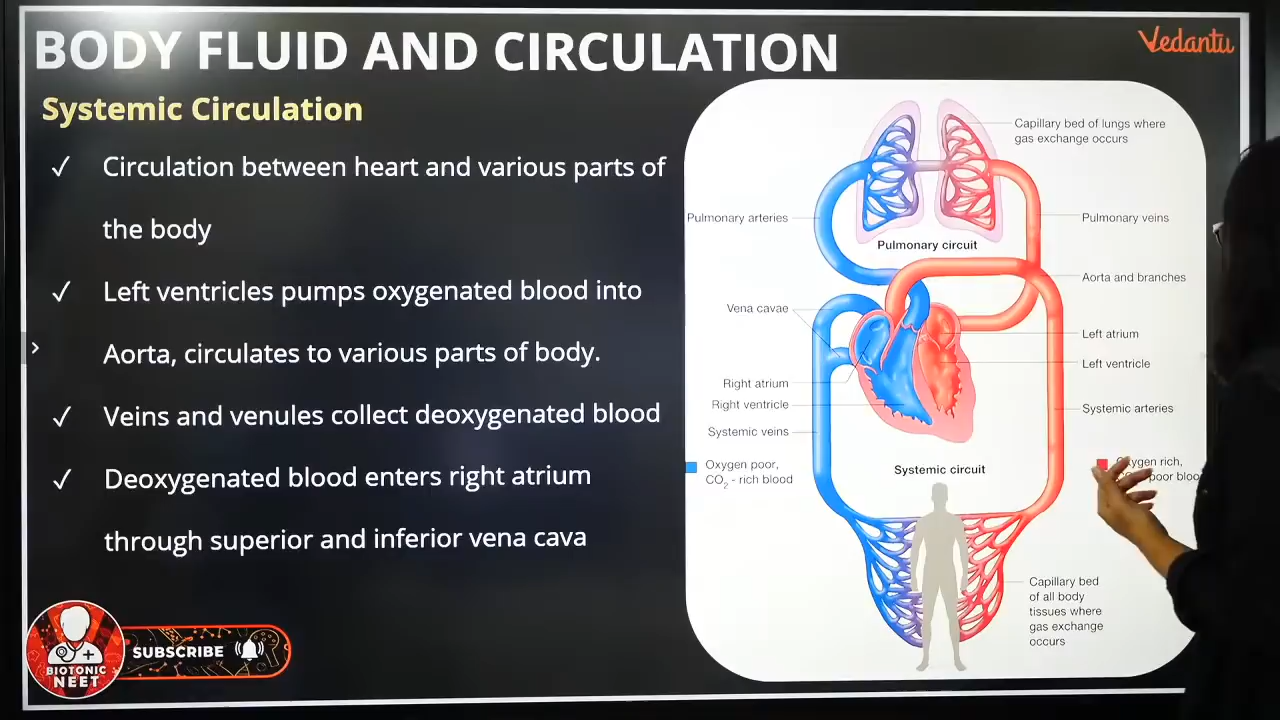 BODY FLUID AND CIRCULATION
Vedantu
Systemic Circulation
✓ Circulation between heart and various parts of
the body
✓ Left ventricles pumps oxygenated blood into
Aorta, circulates to various parts of body.
✓ Veins and venules collect deoxygenated blood
✓ Deoxygenated blood enters right atrium
through superior and inferior vena cava
Capillary bed of lungs where
gas exchange occurs
Pulmonary arteries
Pulmonary veins
Pulmonary circuit
Aorta and branches
Vena cavae
Left atrium
Left ventricle
Right atrium
Right ventricle
Systemic arteries
Systemic veins
Oxygen poor,
CO2 - rich blood
Systemic circuit
Oxygen rich,
poor
Capillary bed
of all body
tissues where
gas exchange
occurs
BIOTONIC
NEET
SUBSCRIBE